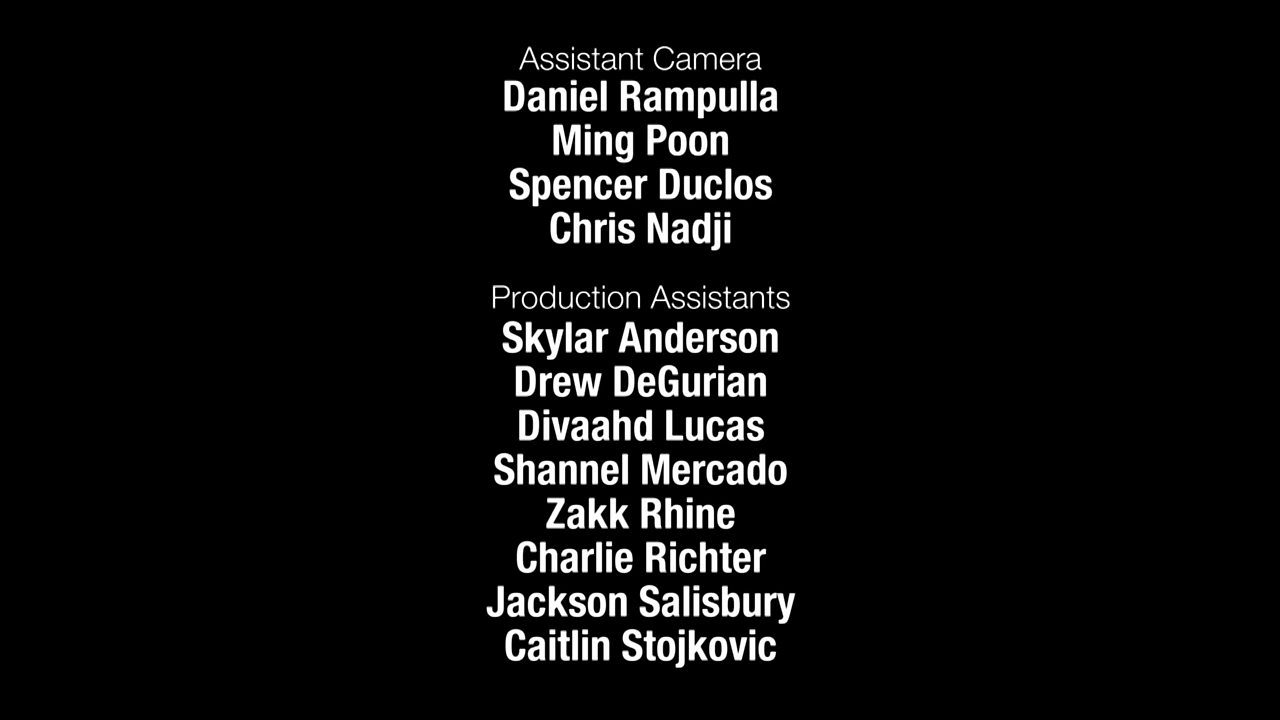 Assistant Camera
Daniel Rampulla
Ming Poon
Spencer Duclos
Chris Nadji
Production Assistants
Skylar Anderson
Drew DeGurian
Divaahd Lucas
Shannel Mercado
Zakk Rhine
Charlie Richter
Jackson Salisbury
Caitlin Stojkovic